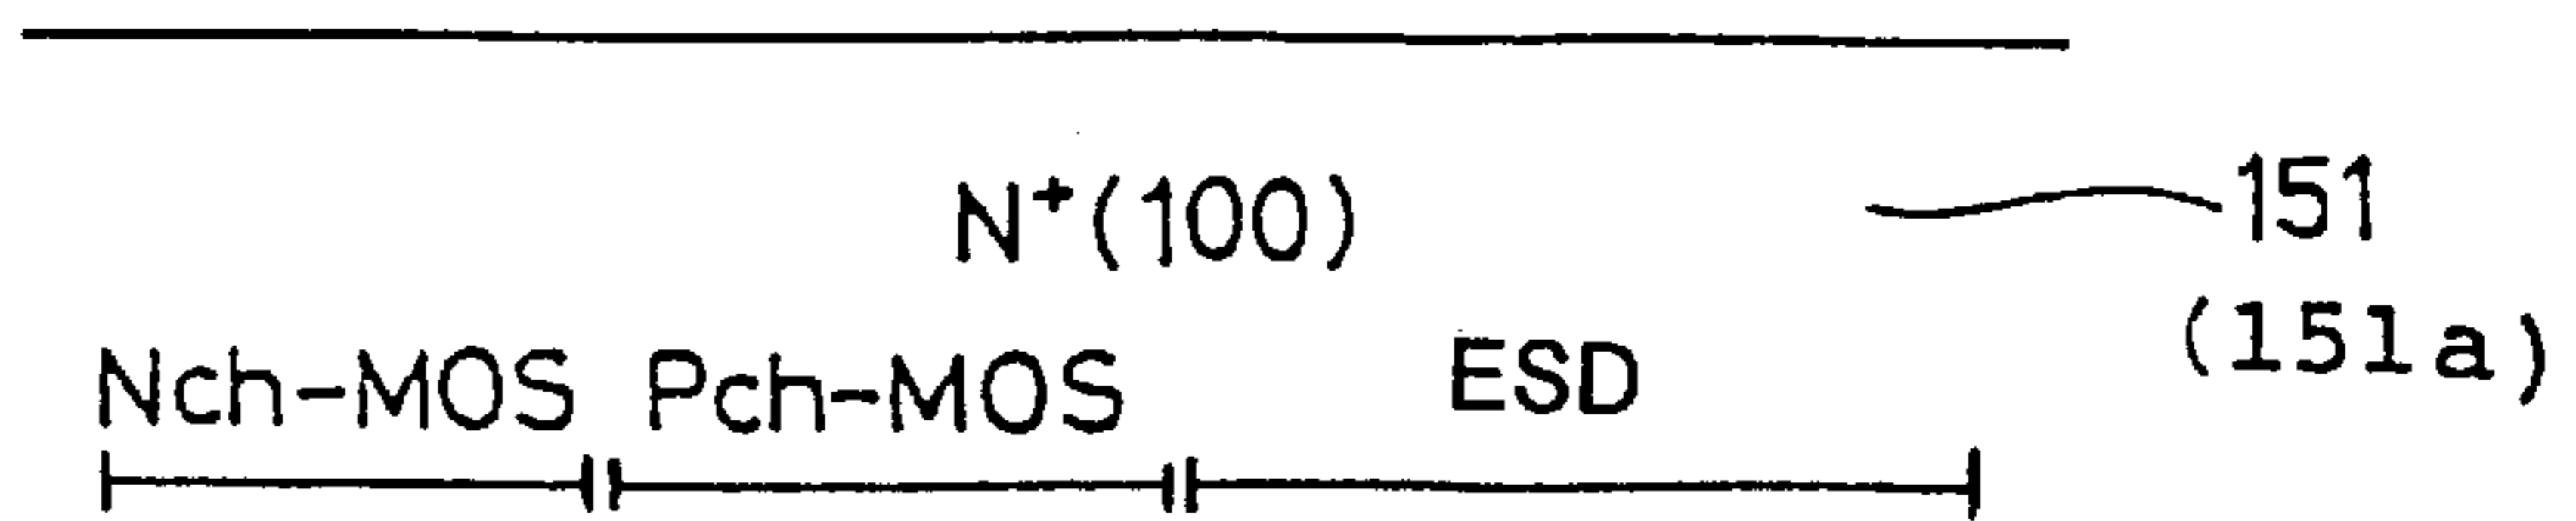 N⁺(100)
151
(151a)
Nch-MOS Pch-MOS ESD